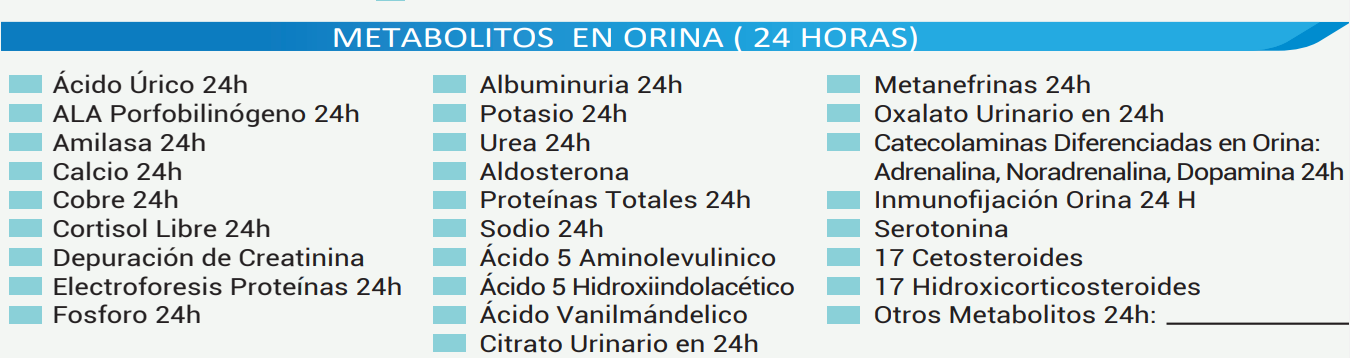 METABOLITOS EN ORINA ( 24 HORAS)
Ácido Úrico 24h
ALA Porfobilinógeno 24h
Amilasa 24h
Calcio 24h
Cobre 24h
Cortisol Libre 24h
Depuración de Creatinina
Electroforesis Proteínas 24h
Fosforo 24h
Albuminuria 24h
Potasio 24h
Urea 24h
Aldosterona
Proteínas Totales 24h
Sodio 24h
Ácido 5 Aminolevulinico
Ácido 5 Hidroxiindolacético
Ácido Vanilmándelico
Citrato Urinario en 24h
Metanefrinas 24h
Oxalato Urinario en 24h
Catecolaminas Diferenciadas en Orina:
Adrenalina, Noradrenalina, Dopamina 24h
Inmunofijación Orina 24 H
Serotonina
17 Cetosteroides
17 Hidroxicorticosteroides
Otros Metabolitos 24h: ______________